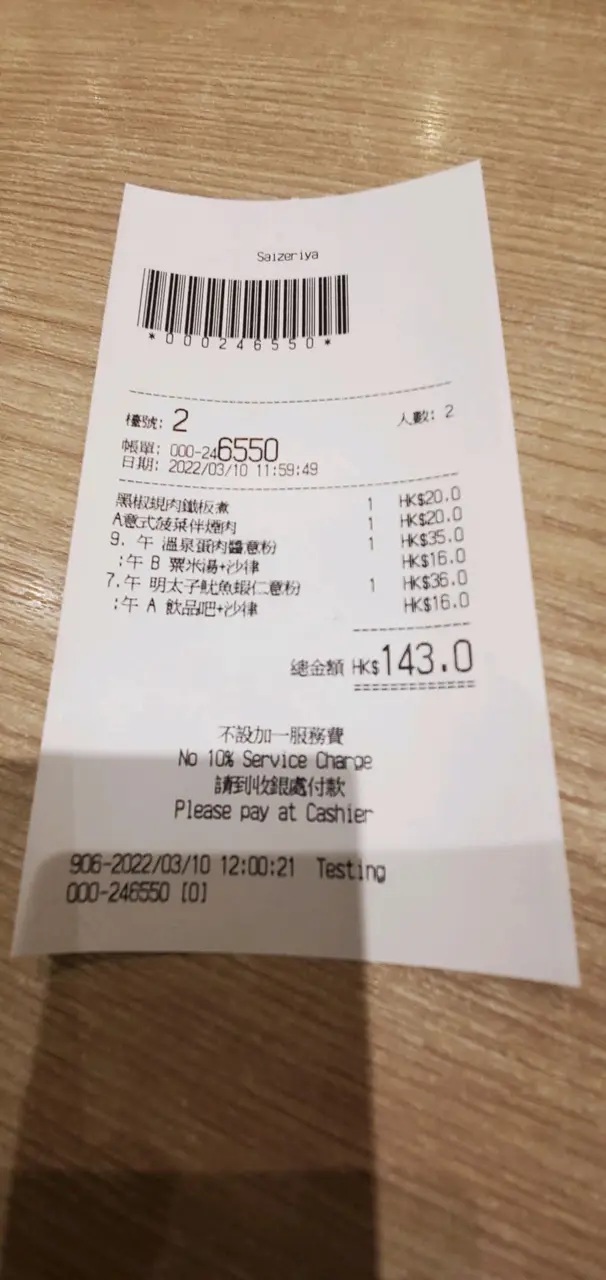 Saizeriya
*000246550*
檯號: 2 人數: 2
帳單: 000-246550
日期: 2022/03/10 11:59:49
黑椒蜆肉鐵板煮 1 HK$20.0
A意式菠菜伴煙肉 1 HK$20.0
9. 午 溫泉蛋肉醬意粉 1 HK$35.0
:午 B 粟米湯+沙律 HK$16.0
7.午 明太子魷魚蝦仁意粉 1 HK$36.0
:午 A 飲品吧+沙律 HK$16.0
總金額 HK$143.0
不設加一服務費
No 10% Service Charge
請到收銀處付款
Please pay at Cashier
906-2022/03/10 12:00:21 Testing
000-246550 [0]